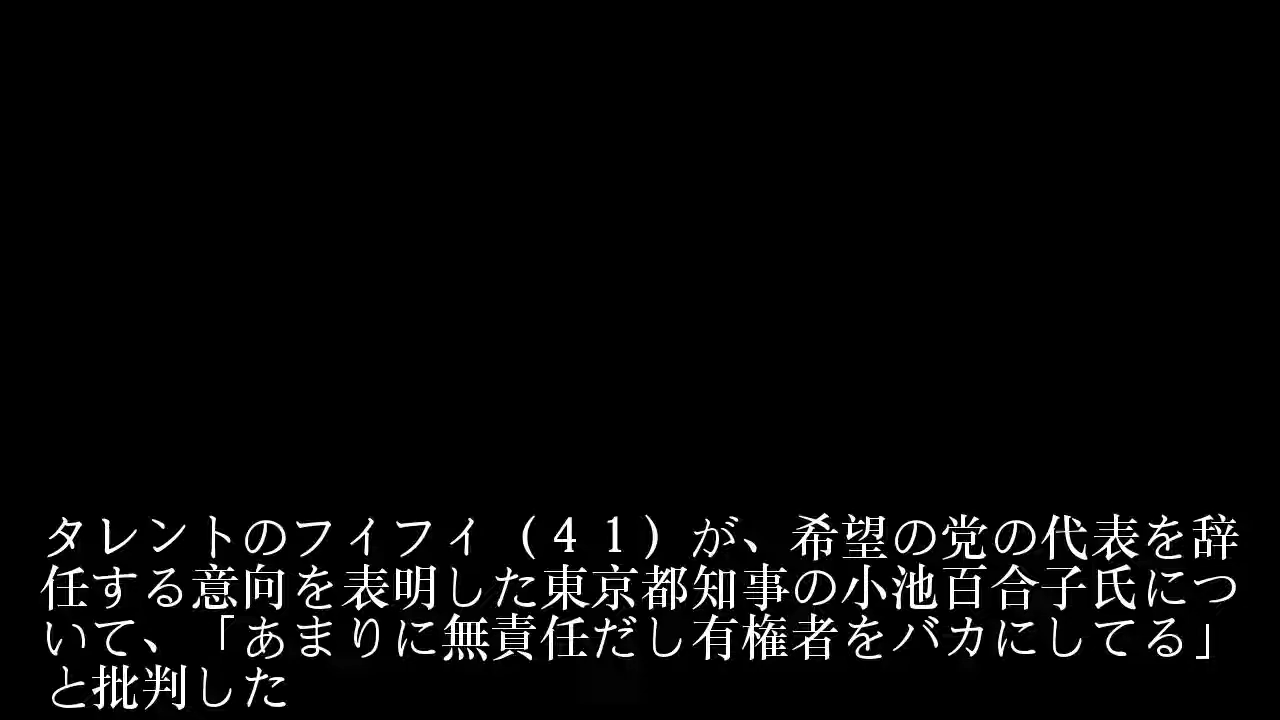 タレントのフィフィ（４１）が、希望の党の代表を辞
任する意向を表明した東京都知事の小池百合子氏につ
いて、「あまりに無責任だし有権者をバカにしてる」
と批判した